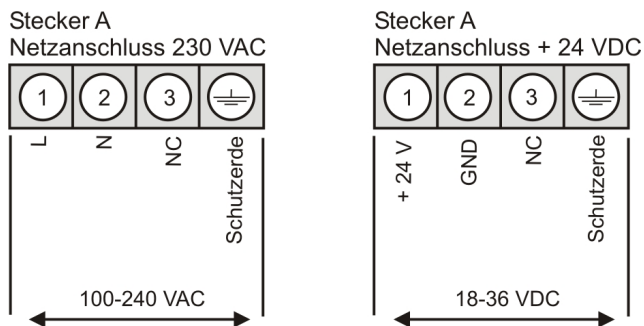 Stecker A
Netzanschluss 230 VAC
1 2 3
L N NC Schutzerde
100-240 VAC
Stecker A
Netzanschluss + 24 VDC
1 2 3
+ 24 V GND NC Schutzerde
18-36 VDC